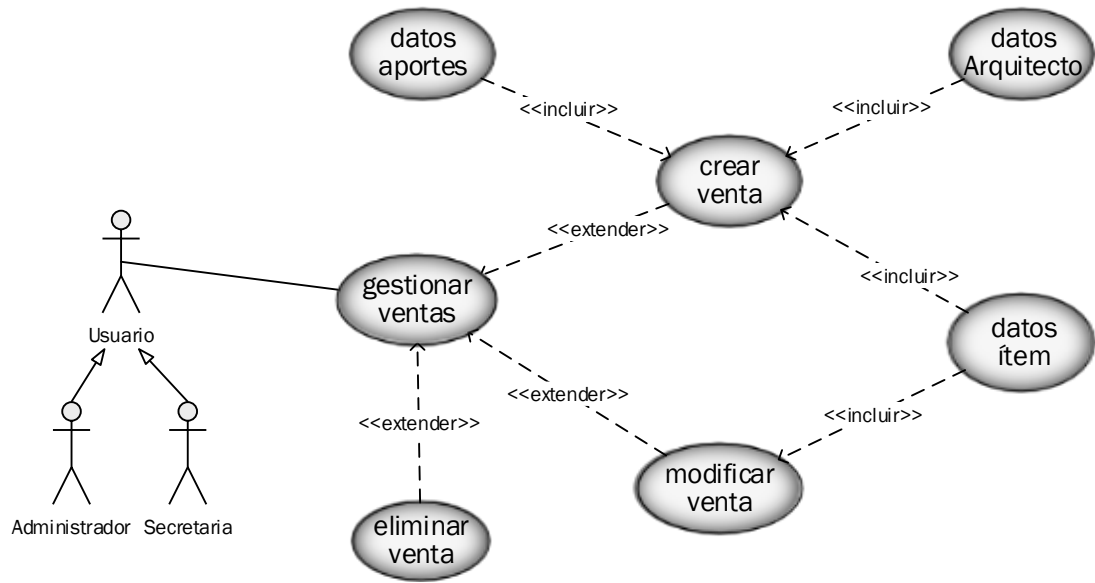 datos
aportes
datos
Arquitecto
<<incluir>>
<<incluir>>
crear
venta
<<extender>>
gestionar
ventas
<<incluir>>
Usuario
datos
ítem
<<extender>>
<<extender>>
<<incluir>>
modificar
venta
Administrador
Secretaria
eliminar
venta